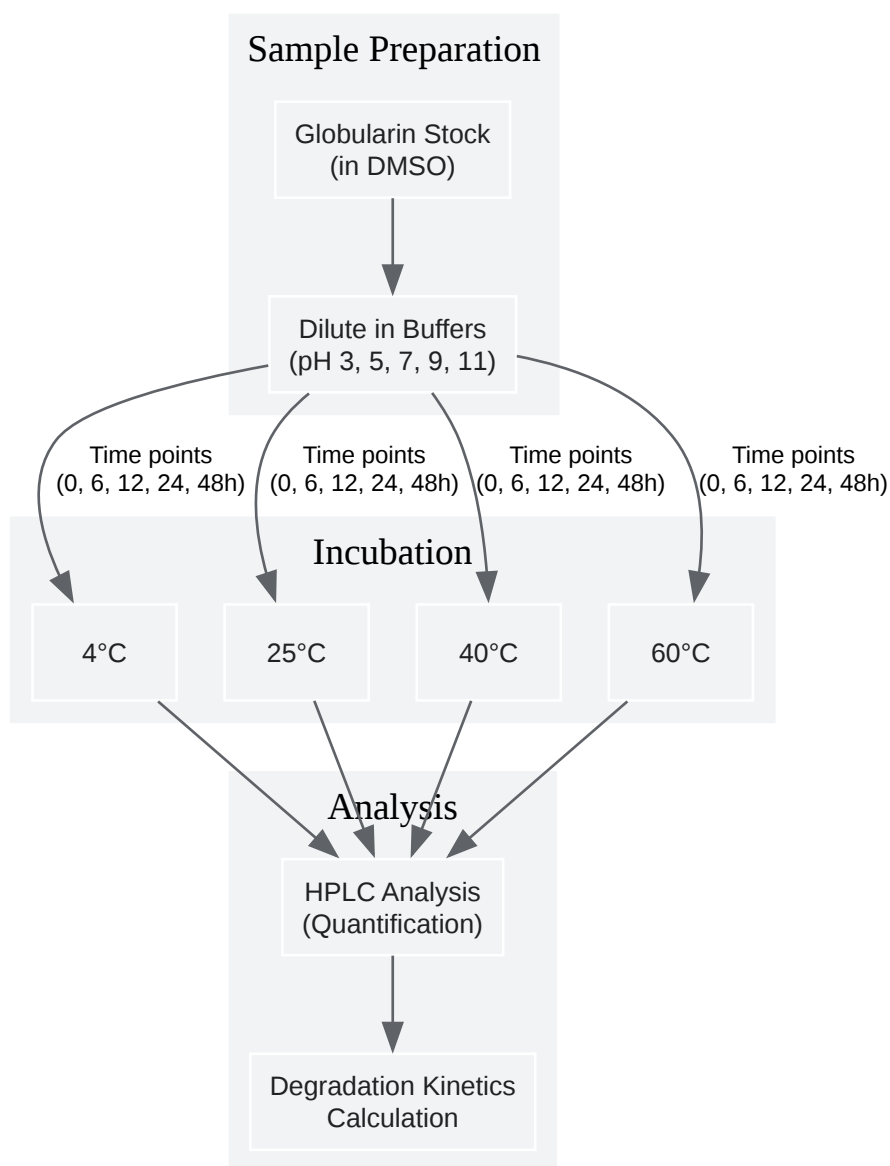 Sample Preparation
Globularin Stock
(in DMSO)
Dilute in Buffers
(pH 3, 5, 7, 9, 11)
Time points
(0, 6, 12, 24, 48h)
Time points
(0, 6, 12, 24, 48h)
Time points
(0, 6, 12, 24, 48h)
Time points
(0, 6, 12, 24, 48h)
Incubation
4°C
25°C
40°C
60°C
Analysis
HPLC Analysis
(Quantification)
Degradation Kinetics
Calculation